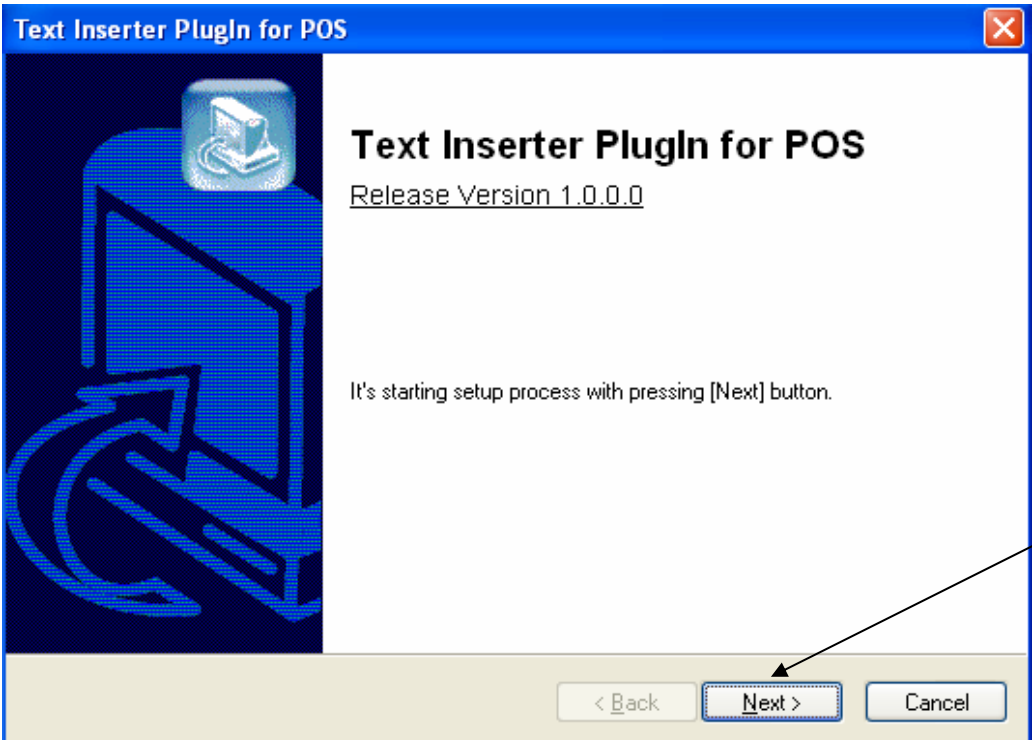 Text Inserter PlugIn for POS
Text Inserter PlugIn for POS
Release Version 1.0.0.0
It's starting setup process with pressing [Next] button.
< Back
Next >
Cancel